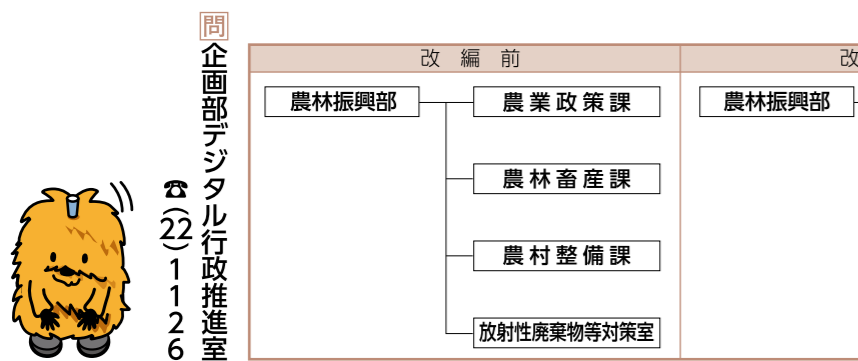 問 企画部デジタル行政推進室
☎(22)1126
改編前
農林振興部
農業政策課
農林畜産課
農村整備課
放射性廃棄物等対策室
改
農林振興部